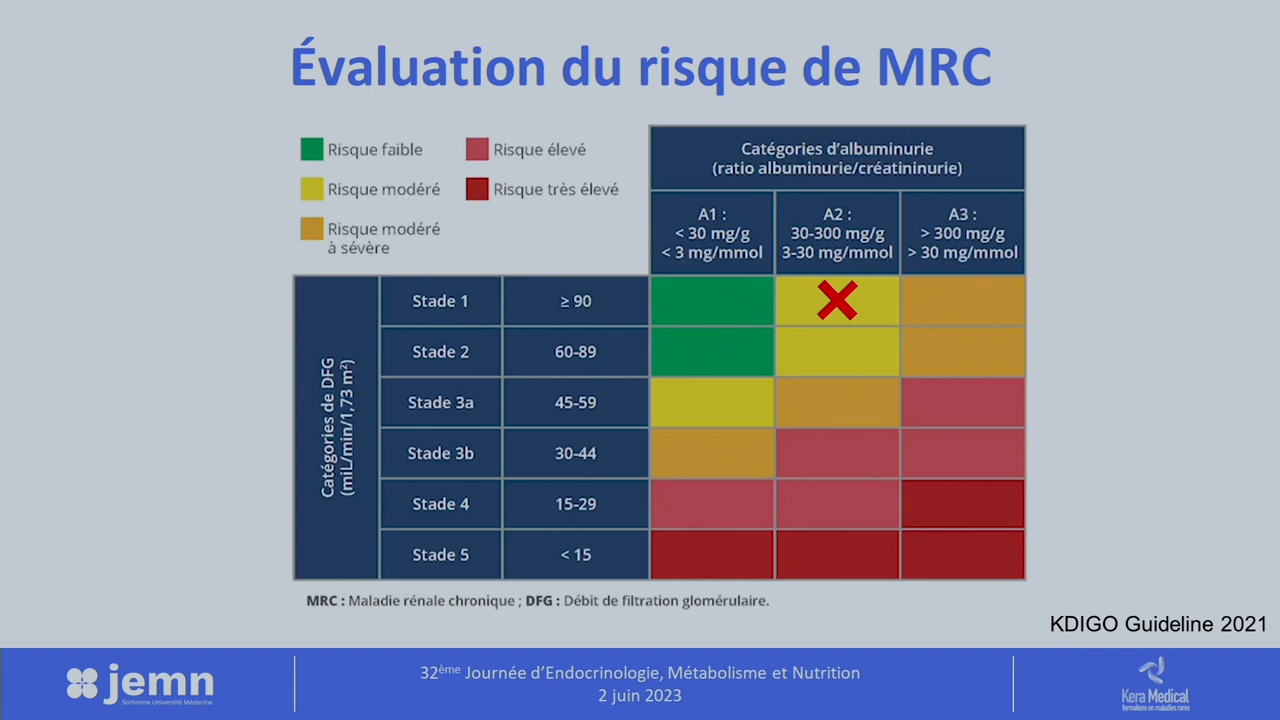 Évaluation du risque de MRC
Risque faible
Risque élevé
Risque modéré
Risque très élevé
Risque modéré
à sévère
Catégories d'albuminurie
(ratio albuminurie/créatininurie)
A1 :
< 30 mg/g
< 3 mg/mmol
A2 :
30-300 mg/g
3-30 mg/mmol
A3 :
> 300 mg/g
> 30 mg/mmol
Catégories de DFG
(miL/min/1,73 m²)
Stade 1
≥ 90
Stade 2
60-89
Stade 3a
45-59
Stade 3b
30-44
Stade 4
15-29
Stade 5
< 15
MRC : Maladie rénale chronique ; DFG : Débit de filtration glomérulaire.
KDIGO Guideline 2021
jemn
Sorbonne Université Médecine
32ème Journée d'Endocrinologie, Métabolisme et Nutrition
2 juin 2023
Kera Medical
formations en maladies rares